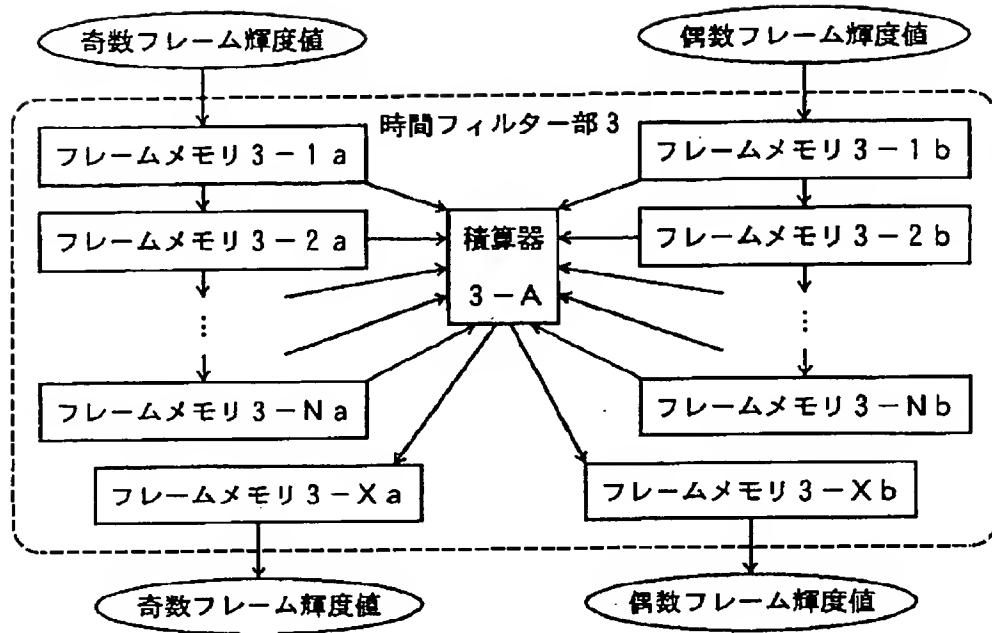 奇数フレーム輝度値
偶数フレーム輝度値
時間フィルター部3
フレームメモリ3-1a
フレームメモリ3-1b
フレームメモリ3-2a
積算器
3-A
フレームメモリ3-2b
フレームメモリ3-Na
フレームメモリ3-Nb
フレームメモリ3-Xa
フレームメモリ3-Xb
奇数フレーム輝度値
偶数フレーム輝度値